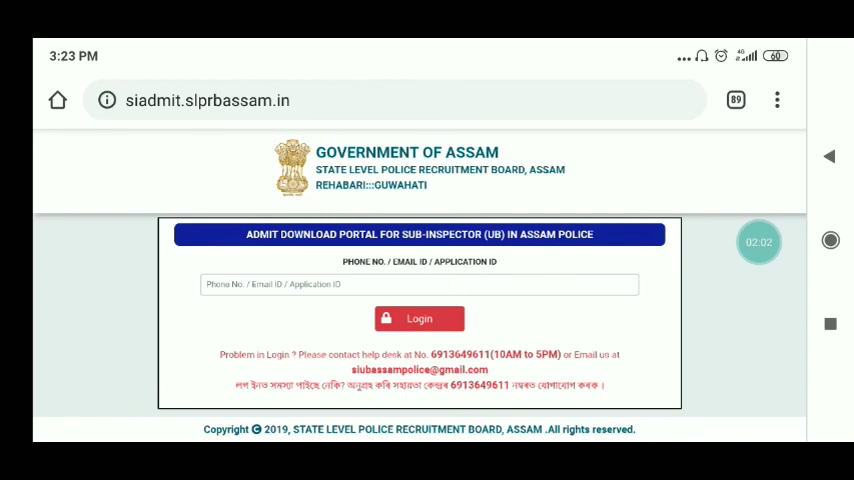 3:23 PM
4G
60
siadmit.slprbassam.in
89
GOVERNMENT OF ASSAM
STATE LEVEL POLICE RECRUITMENT BOARD, ASSAM
REHABARI:::GUWAHATI
ADMIT DOWNLOAD PORTAL FOR SUB-INSPECTOR (UB) IN ASSAM POLICE
02:02
PHONE NO. / EMAIL ID / APPLICATION ID
Phone No. / Email ID / Application ID
Login
Problem in Login ? Please contact help desk at No. 6913649611(10AM to 5PM) or Email us at
siubassampolice@gmail.com
লগ ইনত সমস্যা পাইছে নেকি? অনুগ্ৰহ কৰি সহায়তা কেন্দ্ৰৰ 6913649611 নম্বৰত যোগাযোগ কৰক ।
Copyright © 2019, STATE LEVEL POLICE RECRUITMENT BOARD, ASSAM .All rights reserved.